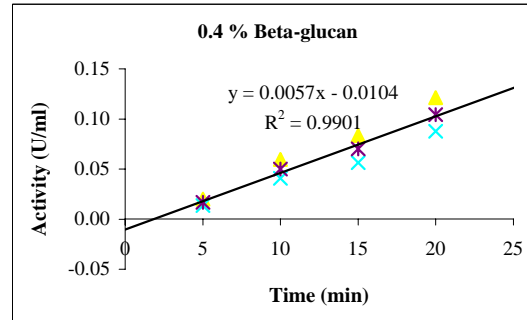 0.4 % Beta-glucan
0.15
y = 0.0057x - 0.0104
R² = 0.9901
0.10
0.05
0.00
-0.05
0 5 10 15 20 25
Activity (U/ml)
Time (min)